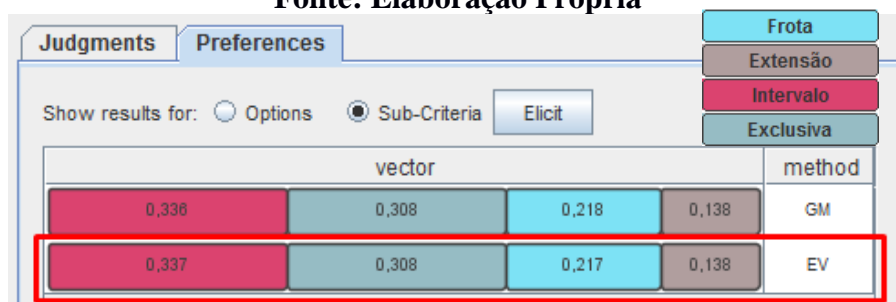 Fonte: Elaboração Própria
Judgments Preferences
Frota
Extensão
Intervalo
Exclusiva
Show results for: Options Sub-Criteria Elicit
vector method
0,336 0,308 0,218 0,138 GM
0,337 0,308 0,217 0,138 EV